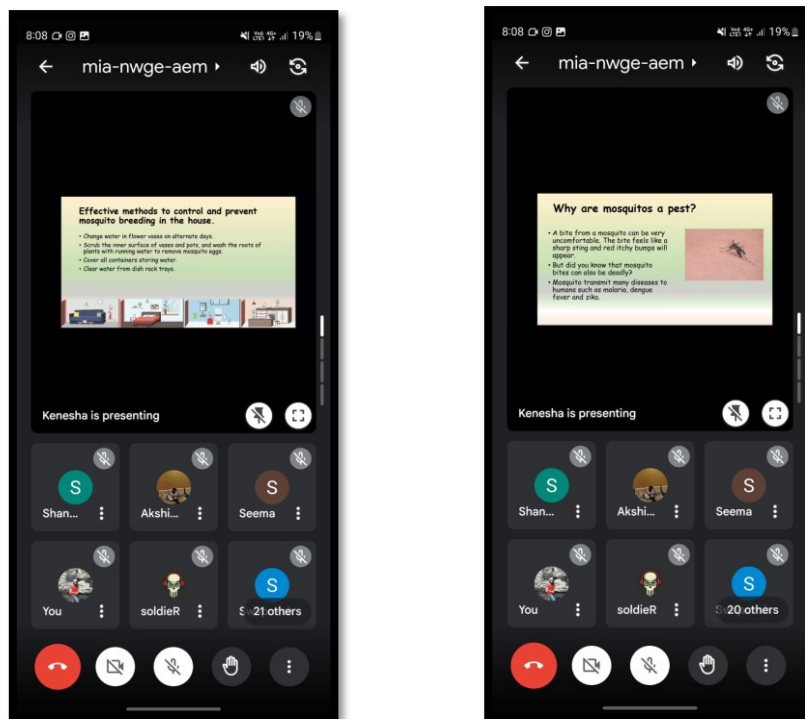 8:08
19%
mia-nwge-aem
Effective methods to control and prevent
mosquito breeding in the house.
• Change water in flower vases on alternate days.
• Scrub the inner surface of vases and pots, and wash the roots of
plants with running water to remove mosquito eggs.
• Cover all containers storing water.
• Clear water from dish rack trays.
Kenesha is presenting
S
S
Shan...
Akshi...
Seema
S
You
soldieR
21 others
8:08
19%
mia-nwge-aem
Why are mosquitos a pest?
• A bite from a mosquito can be very
uncomfortable. The bite feels like a
sharp sting and red itchy bumps will
appear.
• But did you know that mosquito
bites can also be deadly?
• Mosquito transmit many diseases to
humans such as malaria, dengue
fever and zika.
Kenesha is presenting
S
S
Shan...
Akshi...
Seema
S
You
soldieR
20 others